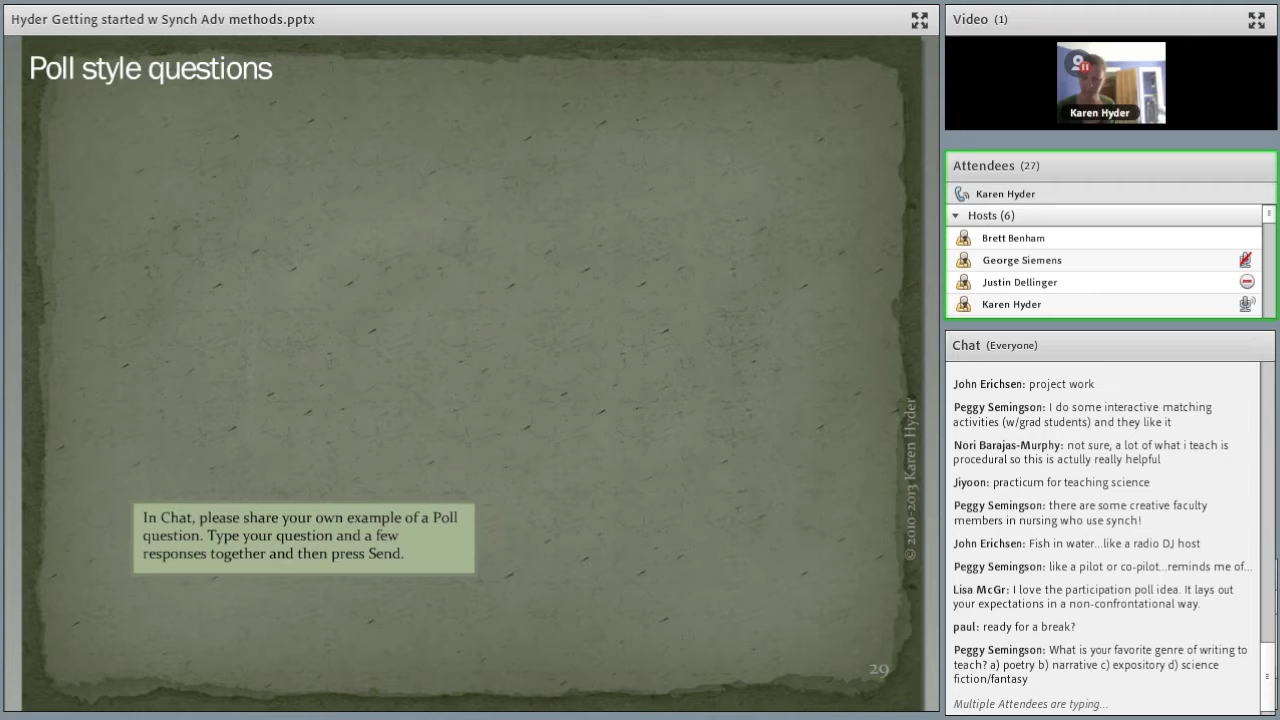 Hyder Getting started w Synch Adv methods.pptx
Poll style questions
In Chat, please share your own example of a Poll
question. Type your question and a few
responses together and then press Send.
© 2010-2013 Karen Hyder
29
Video (1)
Karen Hyder
Attendees (27)
Karen Hyder
Hosts (6)
Brett Benham
George Siemens
Justin Dellinger
Karen Hyder
Chat (Everyone)
John Erichsen: project work
Peggy Semingson: I do some interactive matching
activities (w/grad students) and they like it
Nori Barajas-Murphy: not sure, a lot of what i teach is
procedural so this is actully really helpful
Jiyoon: practicum for teaching science
Peggy Semingson: there are some creative faculty
members in nursing who use synch!
John Erichsen: Fish in water...like a radio DJ host
Peggy Semingson: like a pilot or co-pilot...reminds me of...
Lisa McGr: I love the participation poll idea. It lays out
your expectations in a non-confrontational way.
paul: ready for a break?
Peggy Semingson: What is your favorite genre of writing to
teach? a) poetry b) narrative c) expository d) science
fiction/fantasy
Multiple Attendees are typing...